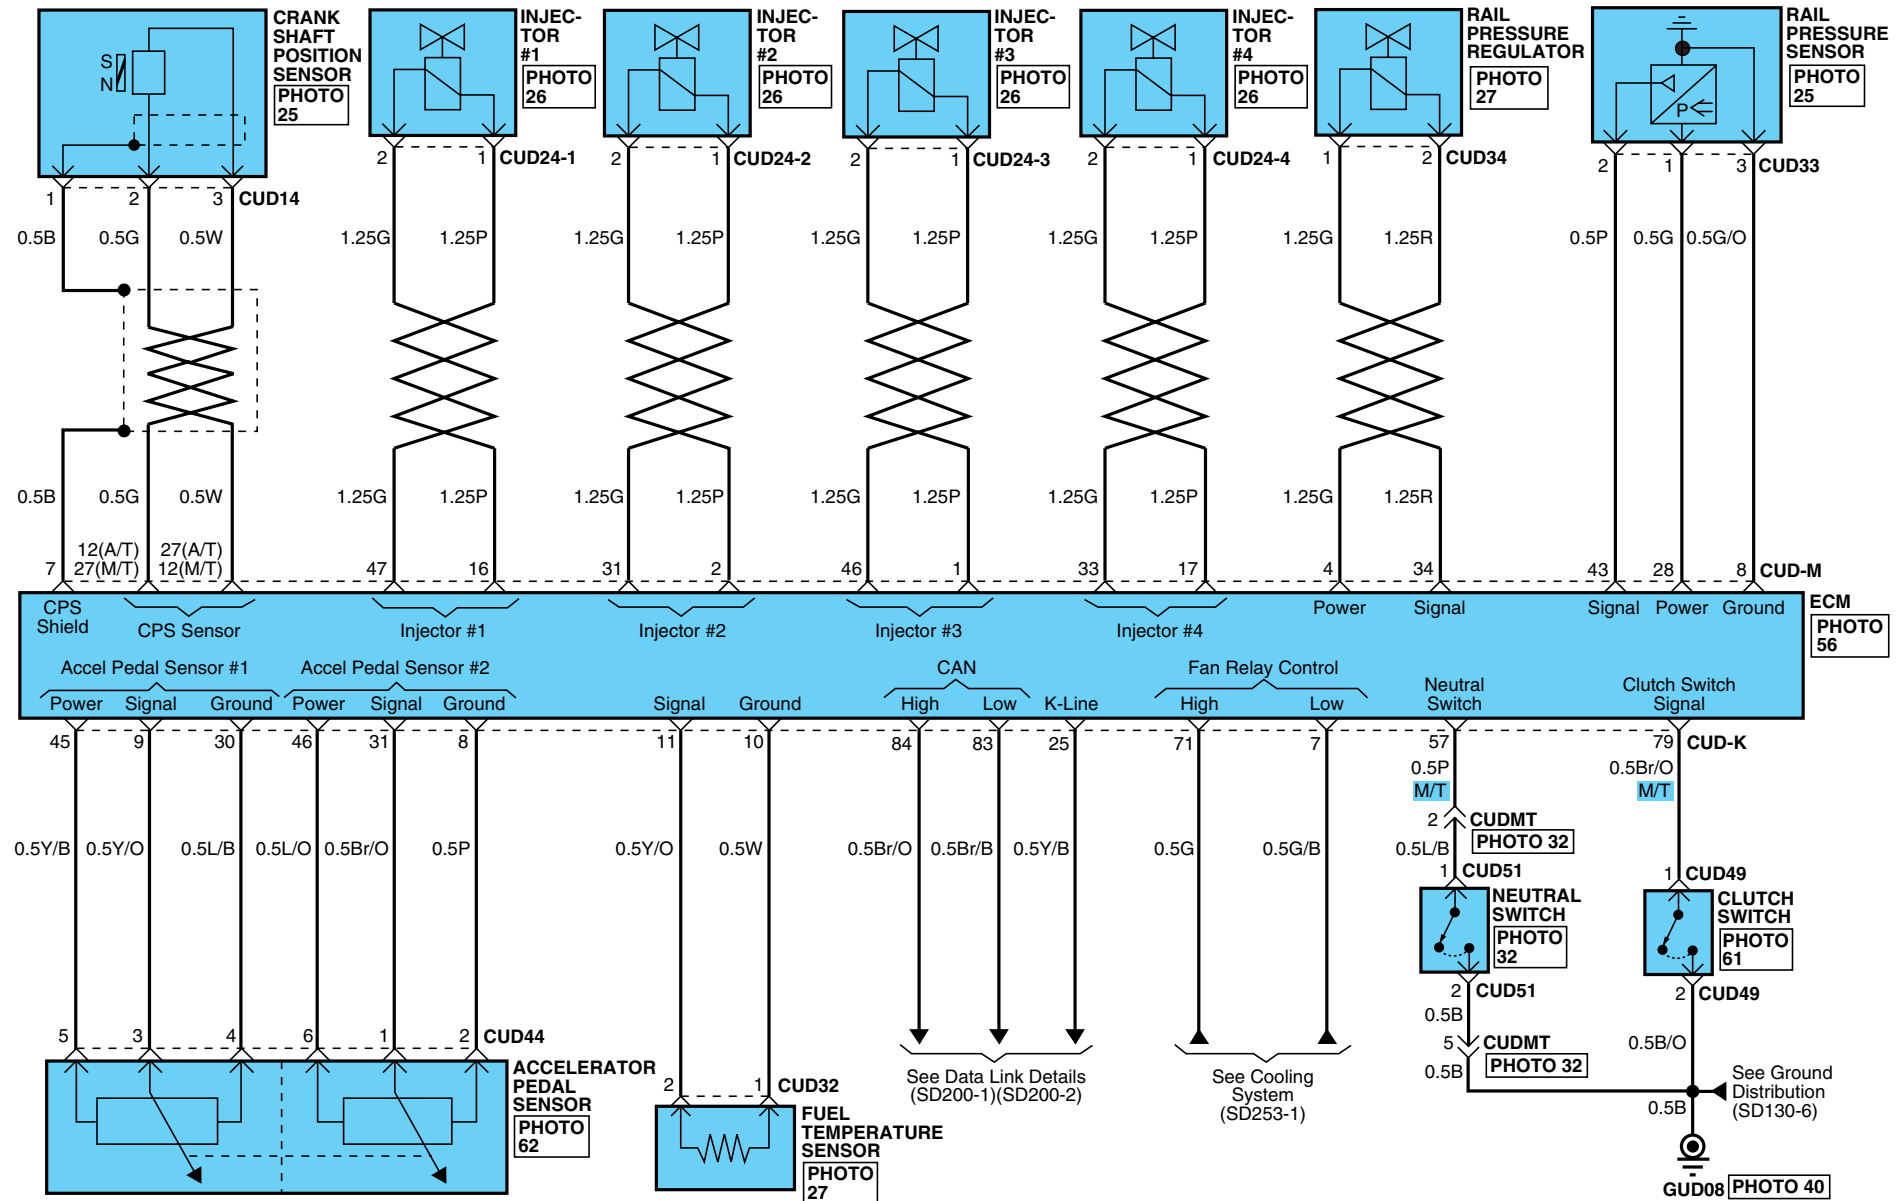 CRANK
SHAFT
POSITION
SENSOR
PHOTO
25
S
N
INJEC-
TOR
#1
PHOTO
26
INJEC-
TOR
#2
PHOTO
26
INJEC-
TOR
#3
PHOTO
26
INJEC-
TOR
#4
PHOTO
26
RAIL
PRESSURE
REGULATOR
PHOTO
27
RAIL
PRESSURE
SENSOR
PHOTO
25
P
1 2 3 CUD14
2 1 CUD24-1
2 1 CUD24-2
2 1 CUD24-3
2 1 CUD24-4
1 2 CUD34
2 1 3 CUD33
0.5B 0.5G 0.5W 1.25G 1.25P 1.25G 1.25P 1.25G 1.25P 1.25G 1.25P 1.25G 1.25R 0.5P 0.5G 0.5G/O
0.5B 0.5G 0.5W 1.25G 1.25P 1.25G 1.25P 1.25G 1.25P 1.25G 1.25P 1.25G 1.25R
12(A/T) 27(A/T)
7 27(M/T) 12(M/T) 47 16 31 2 46 1 33 17 4 34 43 28 8 CUD-M
CPS
Shield
CPS Sensor
Injector #1
Injector #2
Injector #3
Injector #4
Power Signal
Signal Power Ground
ECM
PHOTO
56
Accel Pedal Sensor #1
Accel Pedal Sensor #2
CAN
Fan Relay Control
Neutral
Switch
Clutch Switch
Signal
Power Signal Ground Power Signal Ground Signal Ground High Low K-Line High Low
45 9 30 46 31 8 11 10 84 83 25 71 7 57 79 CUD-K
0.5P
M/T
0.5Br/O
M/T
2 CUDMT
PHOTO 32
0.5Y/B 0.5Y/O 0.5L/B 0.5L/O 0.5Br/O 0.5P 0.5Y/O 0.5W 0.5Br/O 0.5Br/B 0.5Y/B 0.5G 0.5G/B 0.5L/B
1 CUD51
NEUTRAL
SWITCH
PHOTO
32
1 CUD49
CLUTCH
SWITCH
PHOTO
61
2 CUD51
0.5B
2 CUD49
5 CUDMT
PHOTO 32
0.5B
0.5B/O
0.5B
See Ground
Distribution
(SD130-6)
GUD08 PHOTO 40
5 3 4 6 1 2 CUD44
ACCELERATOR
PEDAL
SENSOR
PHOTO
62
2 1 CUD32
FUEL
TEMPERATURE
SENSOR
PHOTO
27
See Data Link Details
(SD200-1)(SD200-2)
See Cooling
System
(SD253-1)